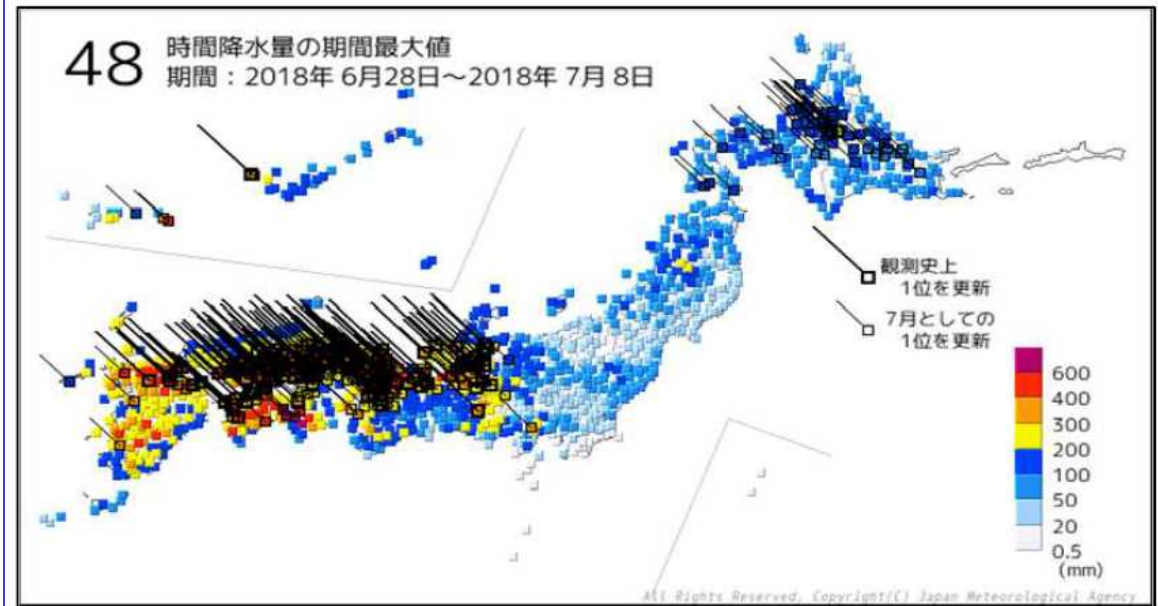 48 時間降水量の期間最大値
期間：2018年 6月28日～2018年 7月 8日
観測史上
1位を更新
7月としての
1位を更新
600
400
300
200
100
50
20
0.5
(mm)
All Rights Reserved, Copyright(C) Japan Meteorological Agency